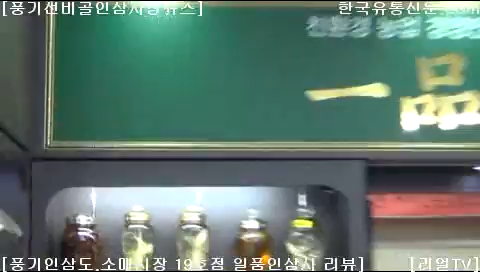 [풍기선비골인삼시장뉴스]
한국유통신문.com
一品
[풍기인삼도.소매시장 19호점 일품인삼사 리뷰]
[리얼TV]